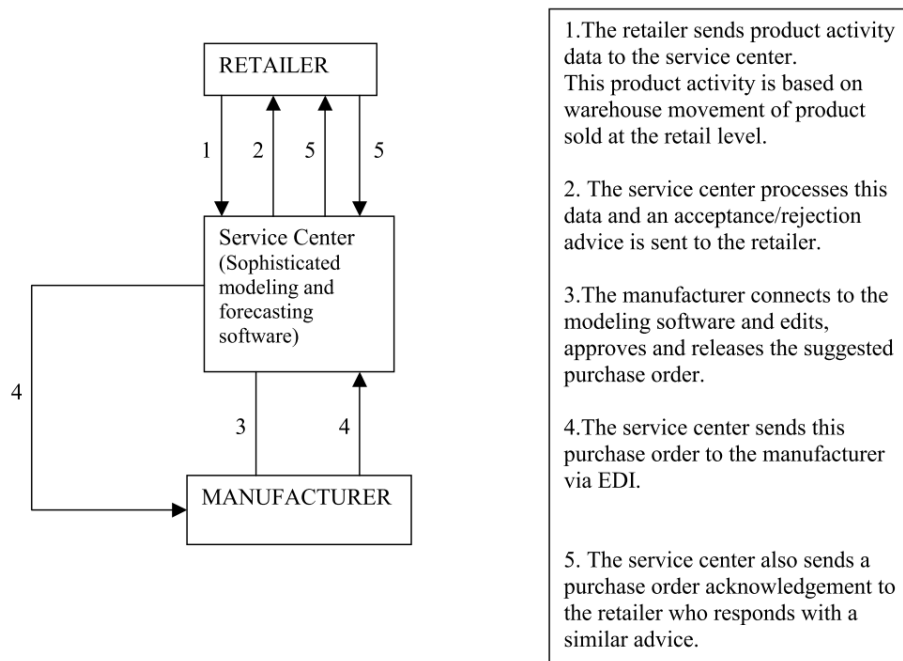 RETAILER
1
2
5
5
Service Center
(Sophisticated
modeling and
forecasting
software)
4
3
4
MANUFACTURER
1.The retailer sends product activity
data to the service center.
This product activity is based on
warehouse movement of product
sold at the retail level.
2. The service center processes this
data and an acceptance/rejection
advice is sent to the retailer.
3.The manufacturer connects to the
modeling software and edits,
approves and releases the suggested
purchase order.
4.The service center sends this
purchase order to the manufacturer
via EDI.
5. The service center also sends a
purchase order acknowledgement to
the retailer who responds with a
similar advice.